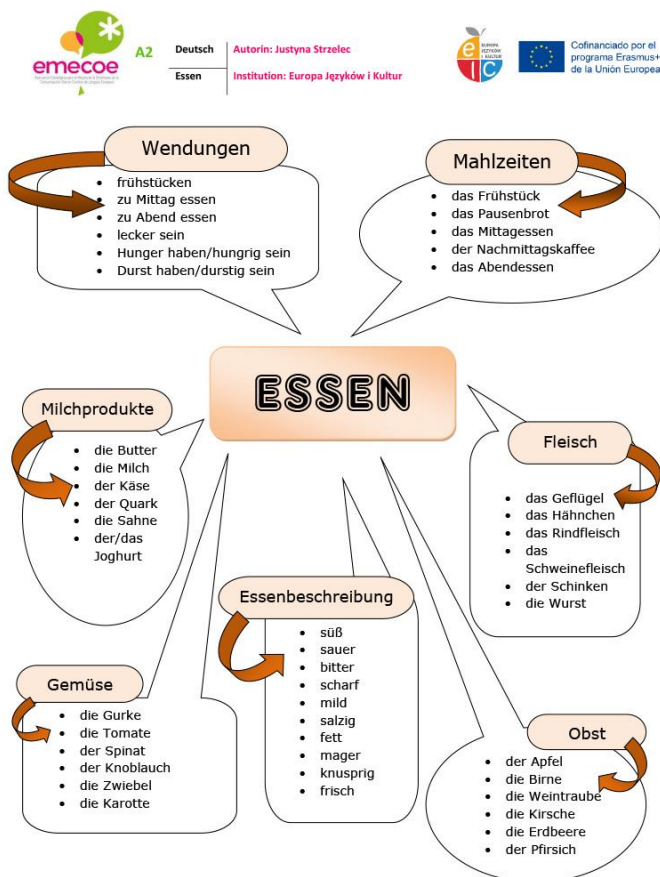 emecoe
A2
Deutsch
Autorin: Justyna Strzelec
Essen
Institution: Europa Języków i Kultur
EUROPA
JĘZYKÓW
I KULTUR
eic
Cofinanciado por el
programa Erasmus+
de la Unión Europea
Wendungen
• frühstücken
• zu Mittag essen
• zu Abend essen
• lecker sein
• Hunger haben/hungrig sein
• Durst haben/durstig sein
Mahlzeiten
• das Frühstück
• das Pausenbrot
• das Mittagessen
• der Nachmittagskaffee
• das Abendessen
ESSEN
Milchprodukte
• die Butter
• die Milch
• der Käse
• der Quark
• die Sahne
• der/das
Joghurt
Fleisch
• das Geflügel
• das Hähnchen
• das Rindfleisch
• das
Schweinefleisch
• der Schinken
• die Wurst
Essenbeschreibung
• süß
• sauer
• bitter
• scharf
• mild
• salzig
• fett
• mager
• knusprig
• frisch
Gemüse
• die Gurke
• die Tomate
• der Spinat
• der Knoblauch
• die Zwiebel
• die Karotte
Obst
• der Apfel
• die Birne
• die Weintraube
• die Kirsche
• die Erdbeere
• der Pfirsich